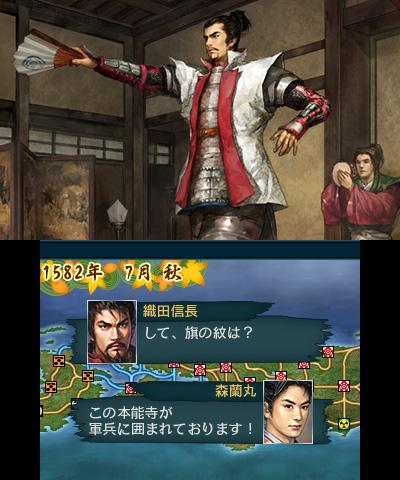 1582年 7月 秋
織田信長
して、旗の紋は？
森蘭丸
この本能寺が
軍兵に囲まれております！